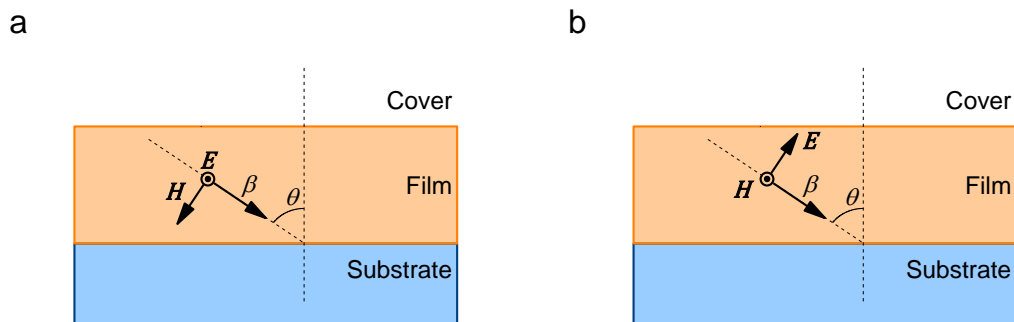 a
Cover
E
H
β
θ
Film
Substrate
b
Cover
E
H
β
θ
Film
Substrate